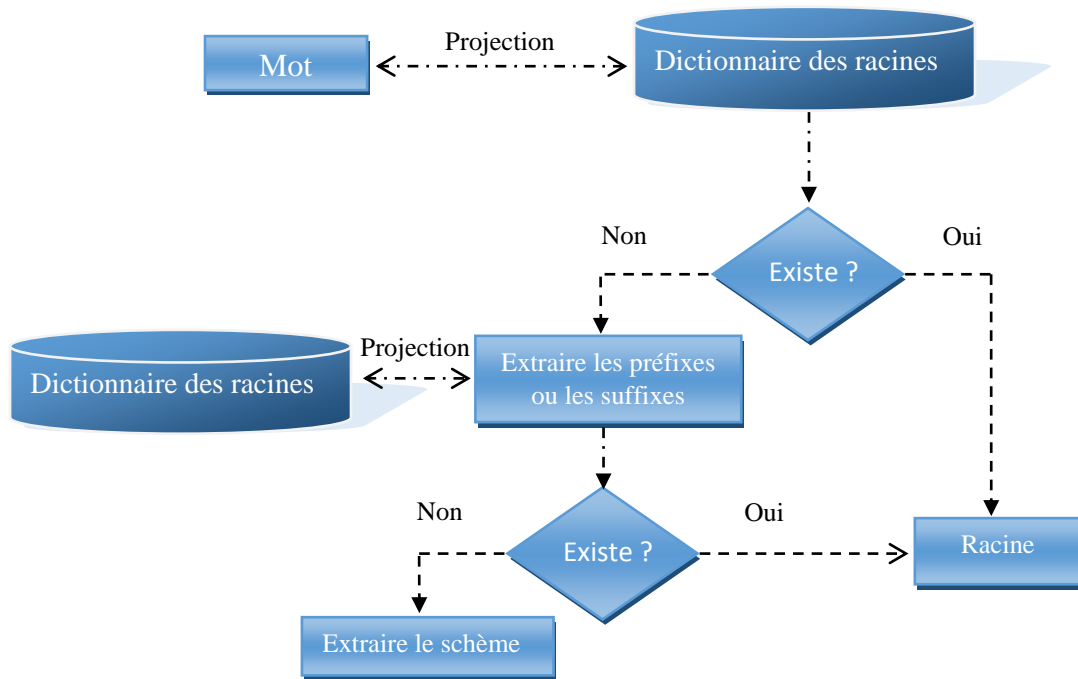 Projection
Mot
Dictionnaire des racines
Non
Oui
Existe ?
Projection
Extraire les préfixes
ou les suffixes
Dictionnaire des racines
Non
Oui
Existe ?
Racine
Extraire le schème